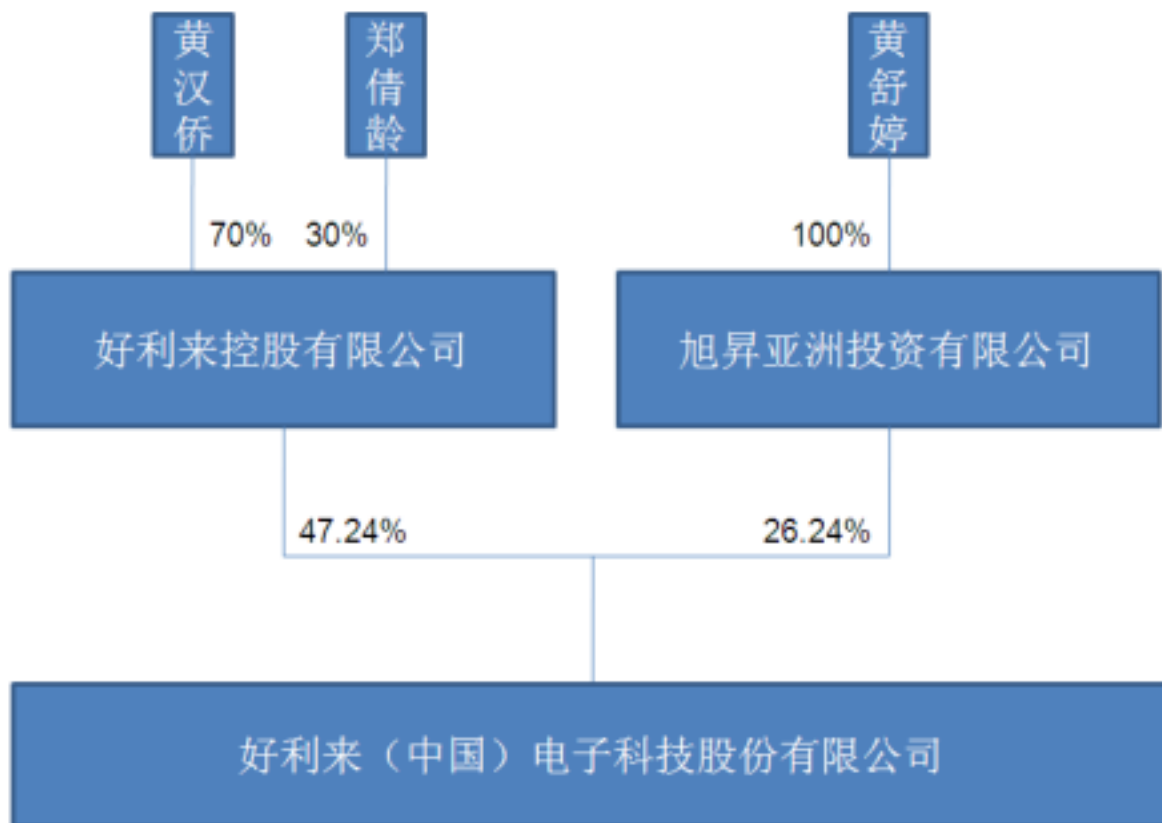 黄汉侨
郑倩龄
黄舒婷
70%
30%
100%
好利来控股有限公司
旭昇亚洲投资有限公司
47.24%
26.24%
好利来（中国）电子科技股份有限公司